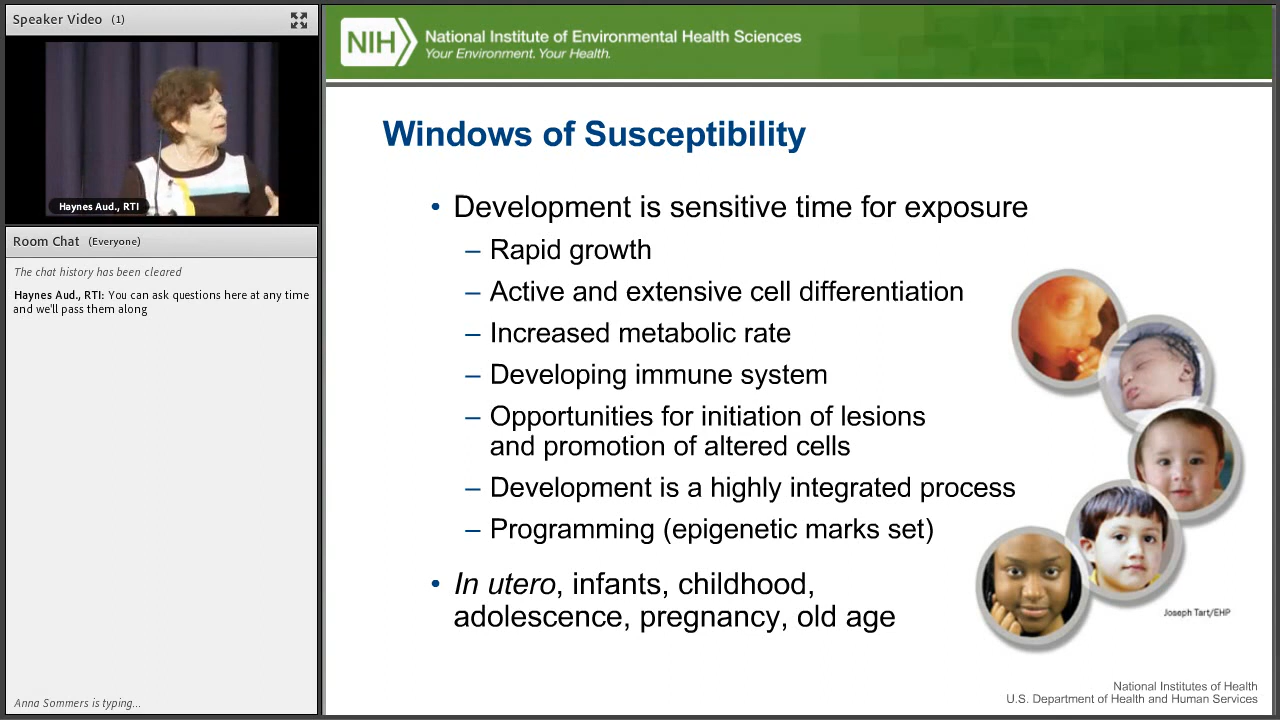 Speaker Video (1)
Haynes Aud., RTI
Room Chat (Everyone)
The chat history has been cleared
Haynes Aud., RTI: You can ask questions here at any time
and we'll pass them along
Anna Sommers is typing...
NIH National Institute of Environmental Health Sciences
Your Environment. Your Health.
Windows of Susceptibility
• Development is sensitive time for exposure
– Rapid growth
– Active and extensive cell differentiation
– Increased metabolic rate
– Developing immune system
– Opportunities for initiation of lesions
and promotion of altered cells
– Development is a highly integrated process
– Programming (epigenetic marks set)
• In utero, infants, childhood,
adolescence, pregnancy, old age
Joseph Tart/EHP
National Institutes of Health
U.S. Department of Health and Human Services